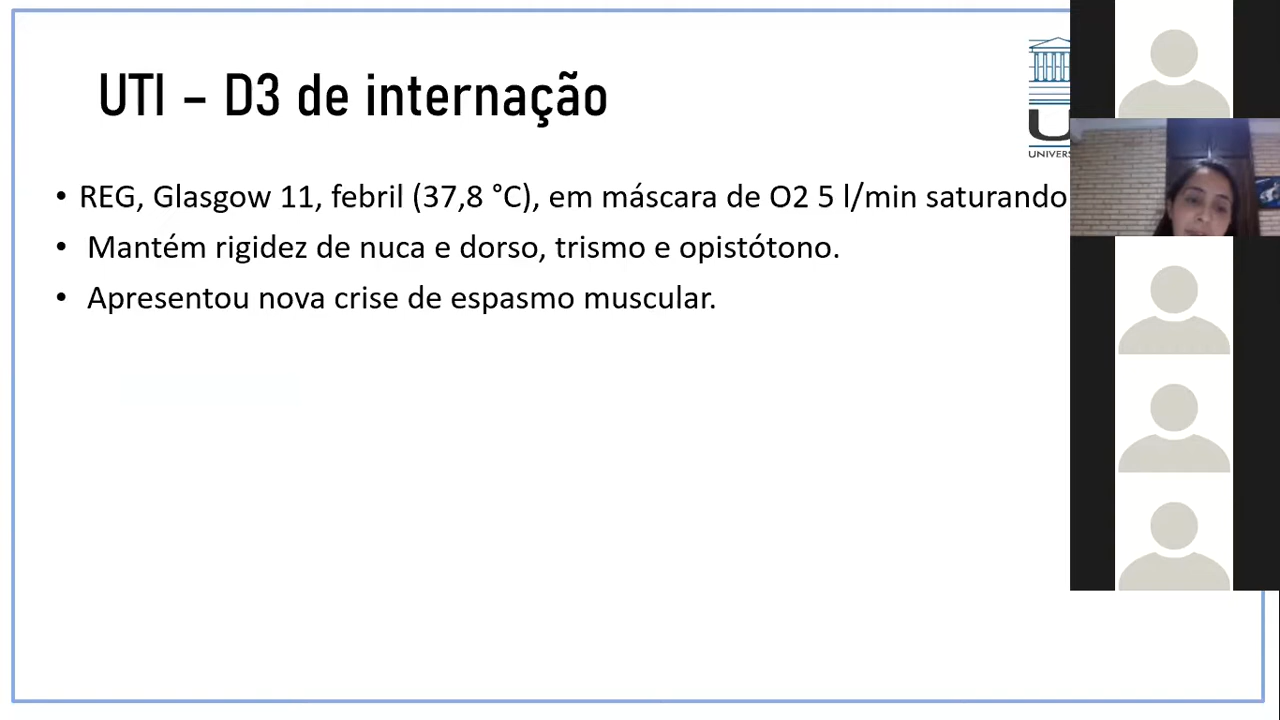 UTI – D3 de internação
• REG, Glasgow 11, febril (37,8 °C), em máscara de O2 5 l/min saturando
• Mantém rigidez de nuca e dorso, trismo e opistótono.
• Apresentou nova crise de espasmo muscular.